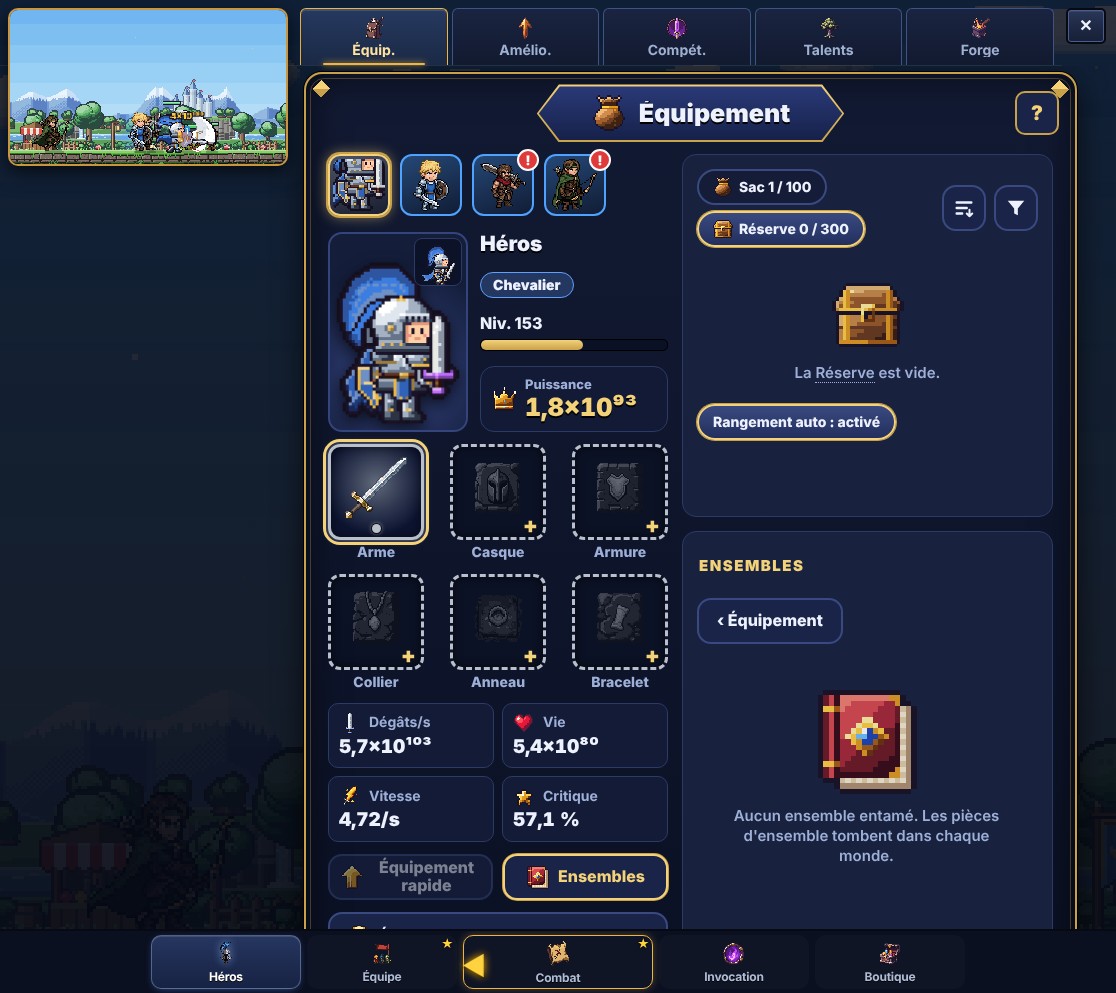 Équip.
Amélio.
Compét.
Talents
Forge
×
Équipement
?
!
!
Sac 1 / 100
Réserve 0 / 300
Héros
Chevalier
Niv. 153
Puissance
1,8×10⁹³
La Réserve est vide.
Rangement auto : activé
Arme
Casque
Armure
Collier
Anneau
Bracelet
Dégâts/s
5,7×10¹⁰³
Vie
5,4×10⁸⁰
Vitesse
4,72/s
Critique
57,1 %
Équipement
rapide
Ensembles
ENSEMBLES
‹ Équipement
Aucun ensemble entamé. Les pièces
d'ensemble tombent dans chaque
monde.
Héros
Équipe
Combat
Invocation
Boutique